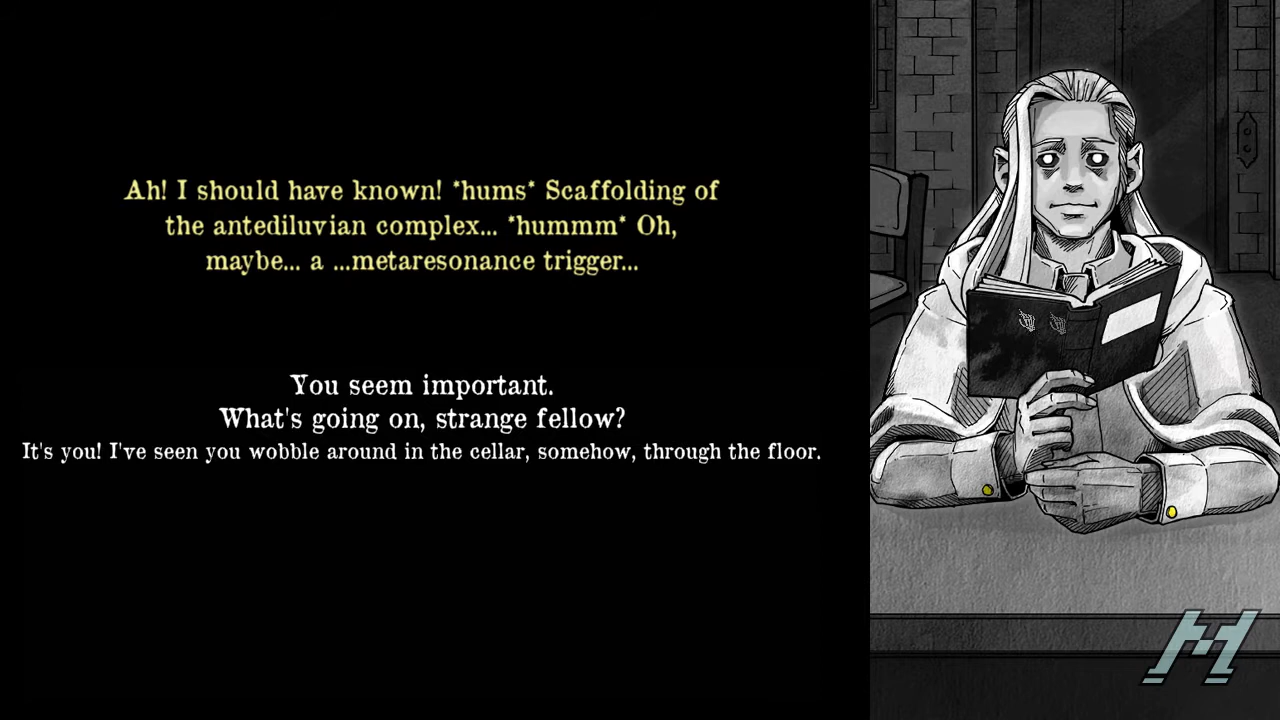 Ah! I should have known! *hums* Scaffolding of
the antediluvian complex... *hummm* Oh,
maybe... a ...metaresonance trigger...
You seem important.
What's going on, strange fellow?
It's you! I've seen you wobble around in the cellar, somehow, through the floor.